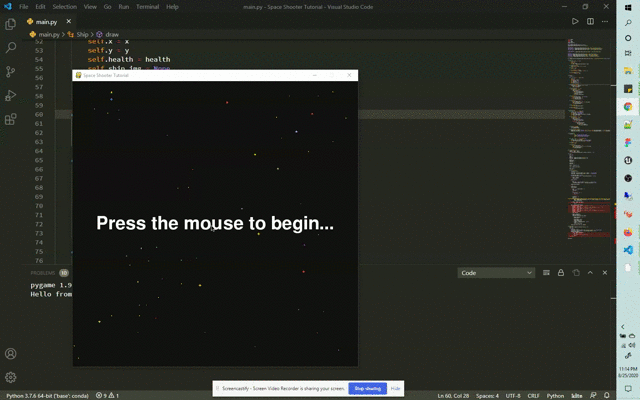 File Edit Selection View Go Run Terminal Help
main.py - Space Shooter Tutorial - Visual Studio Code
main.py
main.py > Ship > draw
52 self.x = x
53 self.y = y
54 self.health = health
55 self.ship_img = None
Space Shooter Tutorial
58
59
60
61
62
63
65
66
67
68
69
70
71
72
73
75
76
Press the mouse to begin...
PROBLEMS 10
Code
pygame 1.9
Hello from
Screencastify - Screen Video Recorder is sharing your screen.
Stop sharing
Hide
Python 3.7.6 64-bit ('base': conda) 9 1
Ln 60, Col 28 Spaces: 4 UTF-8 CRLF Python kite
11:14 PM
8/25/2020